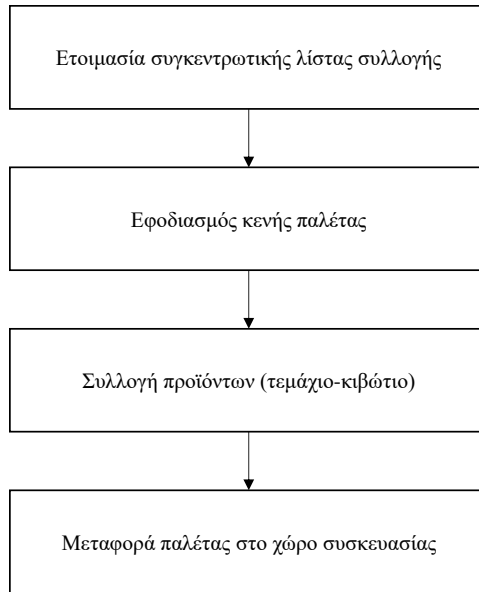 Ετοιμασία συγκεντρωτικής λίστας συλλογής
Εφοδιασμός κενής παλέτας
Συλλογή προϊόντων (τεμάχιο-κιβώτιο)
Μεταφορά παλέτας στο χώρο συσκευασίας